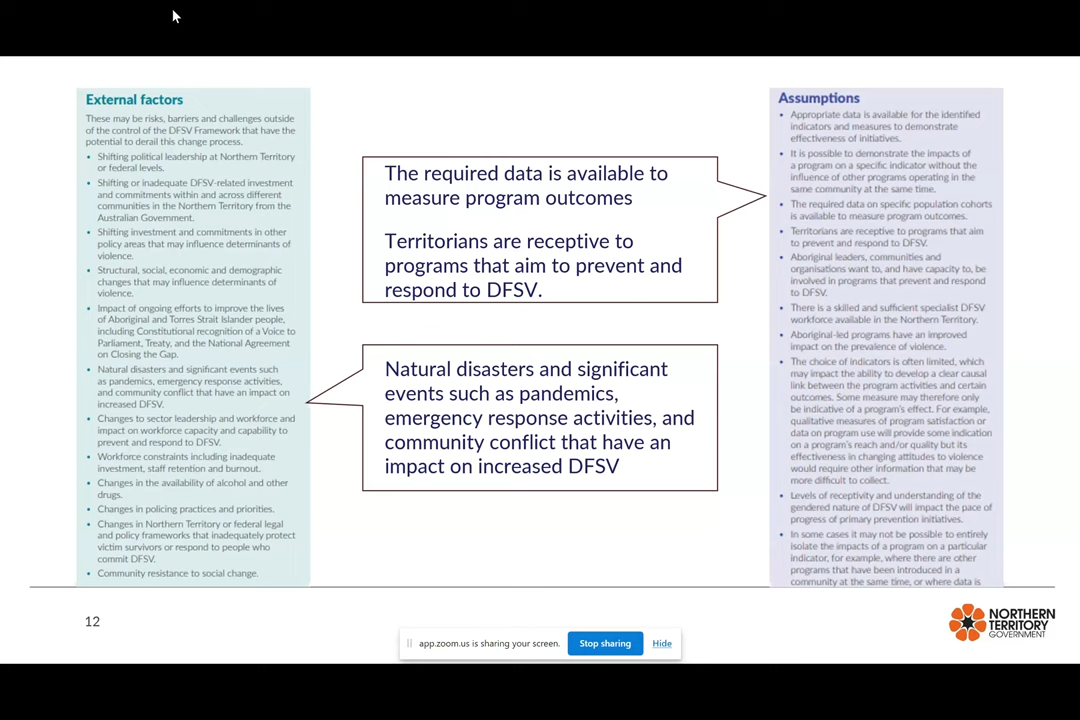 External factors
These may be risks, barriers and challenges outside
of the control of the DFSV Framework that have the
potential to derail this change process.
• Shifting political leadership at Northern Territory
or federal levels.
• Shifting or inadequate DFSV-related investment
and commitments within and across different
communities in the Northern Territory from the
Australian Government.
• Shifting investment and commitments in other
policy areas that may influence determinants of
violence.
• Structural, social, economic and demographic
changes that may influence determinants of
violence.
• Impact of ongoing efforts to improve the lives
of Aboriginal and Torres Strait Islander people,
including Constitutional recognition of a Voice to
Parliament, Treaty, and the National Agreement
on Closing the Gap.
• Natural disasters and significant events such
as pandemics, emergency response activities,
and community conflict that have an impact on
increased DFSV.
• Changes to sector leadership and workforce and
impact on workforce capacity and capability to
prevent and respond to DFSV.
• Workforce constraints including inadequate
investment, staff retention and burnout.
• Changes in the availability of alcohol and other
drugs.
• Changes in policing practices and priorities.
• Changes in Northern Territory or federal legal
and policy frameworks that inadequately protect
victim survivors or respond to people who
commit DFSV.
• Community resistance to social change.
The required data is available to
measure program outcomes
Territorians are receptive to
programs that aim to prevent and
respond to DFSV.
Natural disasters and significant
events such as pandemics,
emergency response activities, and
community conflict that have an
impact on increased DFSV
Assumptions
• Appropriate data is available for the identified
indicators and measures to demonstrate
effectiveness of initiatives.
• It is possible to demonstrate the impacts of
a program on a specific indicator without the
influence of other programs operating in the
same community at the same time.
• The required data on specific population cohorts
is available to measure program outcomes.
• Territorians are receptive to programs that aim
to prevent and respond to DFSV.
• Aboriginal leaders, communities and
organisations want to, and have capacity to, be
involved in programs that prevent and respond
to DFSV.
• There is a skilled and sufficient specialist DFSV
workforce available in the Northern Territory.
• Aboriginal-led programs have an improved
impact on the prevalence of violence.
• The choice of indicators is often limited, which
may impact the ability to develop a clear causal
link between the program activities and certain
outcomes. Some measure may therefore only
be indicative of a program's effect. For example,
qualitative measures of program satisfaction or
data on program use will provide some indication
on a program's reach and/or quality but its
effectiveness in changing attitudes to violence
would require other information that may be
more difficult to collect.
• Levels of receptivity and understanding of the
gendered nature of DFSV will impact the pace of
progress of primary prevention initiatives.
• In some cases it may not be possible to entirely
isolate the impacts of a program on a particular
indicator, for example, where there are other
programs that have been introduced in a
community at the same time, or where data is
12
NORTHERN
TERRITORY
GOVERNMENT
app.zoom.us is sharing your screen.
Stop sharing
Hide